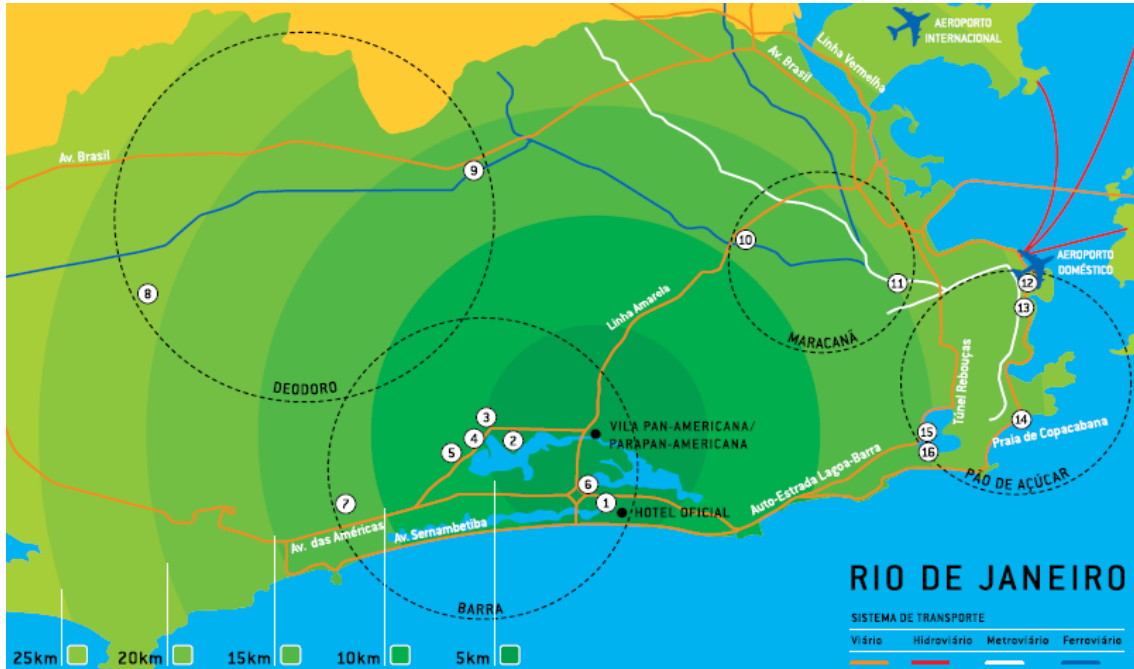 AEROPORTO
INTERNACIONAL
Linha Vermelha
Av. Brasil
Av. Brasil
9
10
8
11
AEROPORTO
DOMÉSTICO
12
13
MARACANÃ
Linha Amarela
DEODORO
Túnel Rebouças
3
4
2
5
VILA PAN-AMERICANA/
PARAPAN-AMERICANA
14
15
16
Praia de Copacabana
PÃO DE AÇÚCAR
6
7
1
HOTEL OFICIAL
Auto-Estrada Lagoa-Barra
Av. das Américas
Av. Sernambetiba
BARRA
RIO DE JANEIRO
SISTEMA DE TRANSPORTE
Viário Hidroviário Metroviário Ferroviário
25km 20km 15km 10km 5km